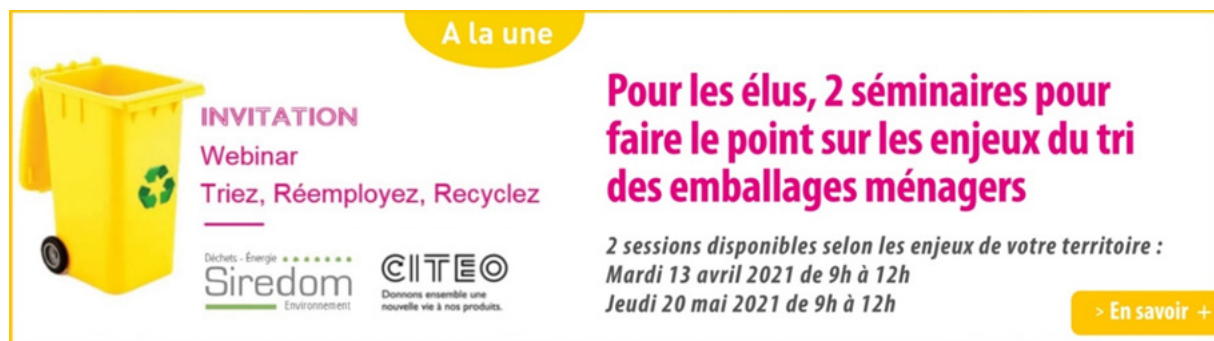 A la une
INVITATION
Webinar
Triez, Réemployez, Recyclez
Déchets - Énergie
Siredom
Environnement
CITEO
Donnons ensemble une
nouvelle vie à nos produits.
Pour les élus, 2 séminaires pour
faire le point sur les enjeux du tri
des emballages ménagers
2 sessions disponibles selon les enjeux de votre territoire :
Mardi 13 avril 2021 de 9h à 12h
Jeudi 20 mai 2021 de 9h à 12h
> En savoir +